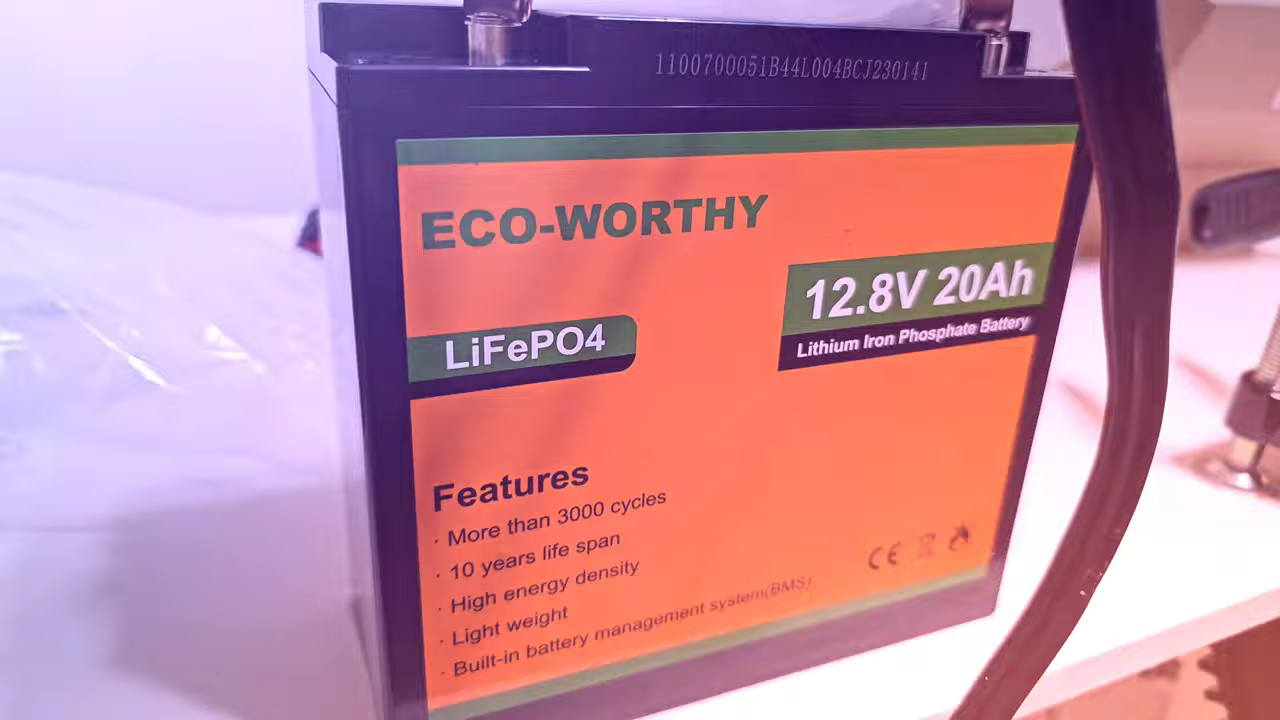 1100700051B44L004BCJ230141
ECO-WORTHY
12.8V 20Ah
Lithium Iron Phosphate Battery
LiFePO4
Features
· More than 3000 cycles
· 10 years life span
· High energy density
· Light weight
· Built-in battery management system(BMS)
CE